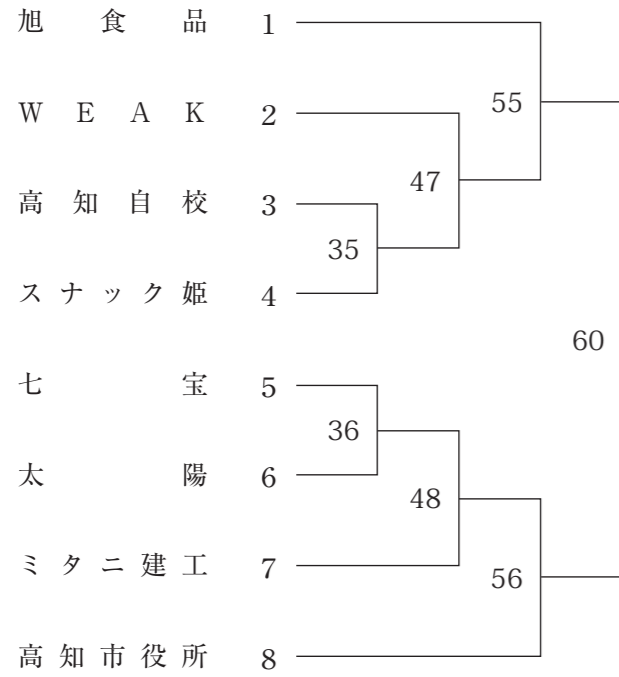 旭食品 1
55
WEAK 2
47
高知自校 3
35
スナック姫 4
60
七宝 5
36
太陽 6
48
ミタニ建工 7
56
高知市役所 8